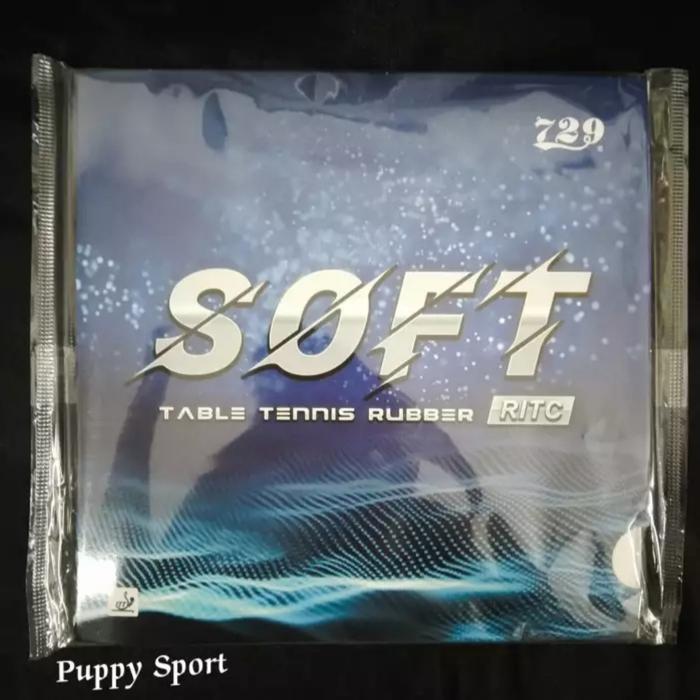 729
SOFT
TABLE TENNIS RUBBER RITC
Puppy Sport